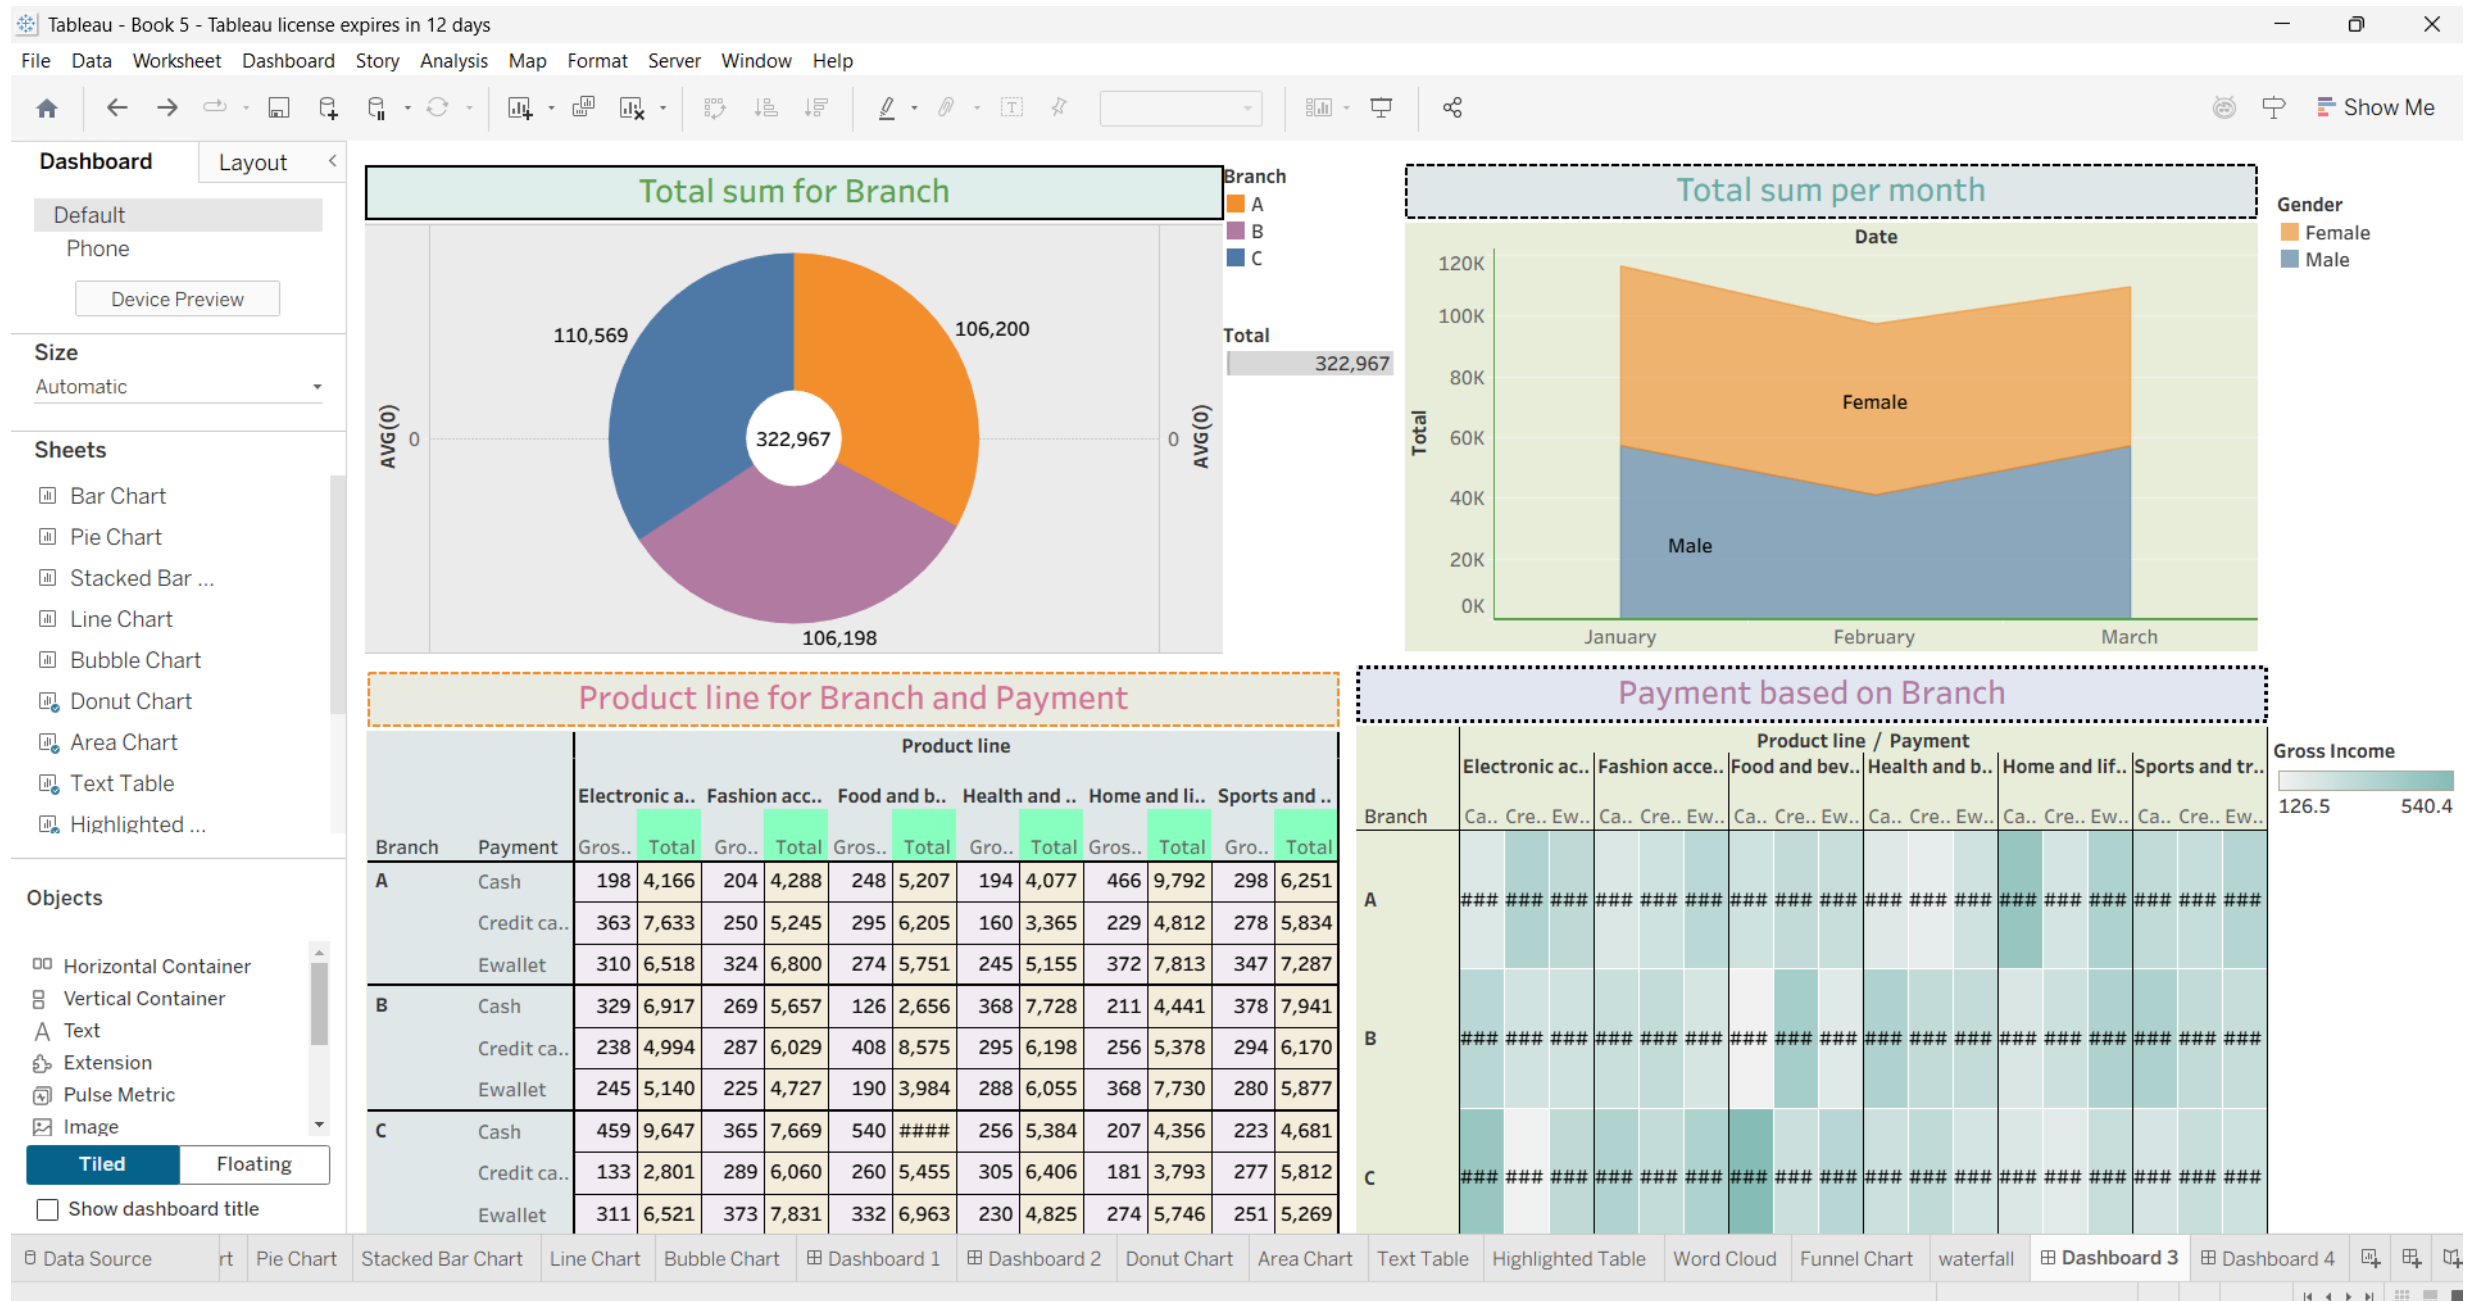 Tableau - Book 5 - Tableau license expires in 12 days
File Data Worksheet Dashboard Story Analysis Map Format Server Window Help
Show Me
Dashboard Layout
Default
Phone
Device Preview
Size
Automatic
Sheets
Bar Chart
Pie Chart
Stacked Bar ...
Line Chart
Bubble Chart
Donut Chart
Area Chart
Text Table
Highlighted ...
Objects
Horizontal Container
Vertical Container
Text
Extension
Pulse Metric
Image
Tiled Floating
Show dashboard title
Total sum for Branch
AVG(0)
0
110,569
106,200
322,967
106,198
0
AVG(0)
Branch
A
B
C
Total
322,967
Total sum per month
Date
Total
120K
100K
80K
60K
40K
20K
0K
Female
Male
January February March
Gender
Female
Male
Product line for Branch and Payment
Product line
Electronic a.. Fashion acc.. Food and b.. Health and .. Home and li.. Sports and ..
Branch Payment Gros.. Total Gro.. Total Gros.. Total Gro.. Total Gros.. Total Gro.. Total
A Cash 198 4,166 204 4,288 248 5,207 194 4,077 466 9,792 298 6,251
Credit ca.. 363 7,633 250 5,245 295 6,205 160 3,365 229 4,812 278 5,834
Ewallet 310 6,518 324 6,800 274 5,751 245 5,155 372 7,813 347 7,287
B Cash 329 6,917 269 5,657 126 2,656 368 7,728 211 4,441 378 7,941
Credit ca.. 238 4,994 287 6,029 408 8,575 295 6,198 256 5,378 294 6,170
Ewallet 245 5,140 225 4,727 190 3,984 288 6,055 368 7,730 280 5,877
C Cash 459 9,647 365 7,669 540 #### 256 5,384 207 4,356 223 4,681
Credit ca.. 133 2,801 289 6,060 260 5,455 305 6,406 181 3,793 277 5,812
Ewallet 311 6,521 373 7,831 332 6,963 230 4,825 274 5,746 251 5,269
Payment based on Branch
Product line / Payment
Electronic ac.. Fashion acce.. Food and bev.. Health and b.. Home and lif.. Sports and tr..
Branch Ca.. Cre.. Ew.. Ca.. Cre.. Ew.. Ca.. Cre.. Ew.. Ca.. Cre.. Ew.. Ca.. Cre.. Ew.. Ca.. Cre.. Ew..
A ### ### ### ### ### ### ### ### ### ### ### ### ### ### ### ### ### ###
B ### ### ### ### ### ### ### ### ### ### ### ### ### ### ### ### ### ###
C ### ### ### ### ### ### ### ### ### ### ### ### ### ### ### ### ### ###
Gross Income
126.5 540.4
Data Source rt Pie Chart Stacked Bar Chart Line Chart Bubble Chart Dashboard 1 Dashboard 2 Donut Chart Area Chart Text Table Highlighted Table Word Cloud Funnel Chart waterfall Dashboard 3 Dashboard 4